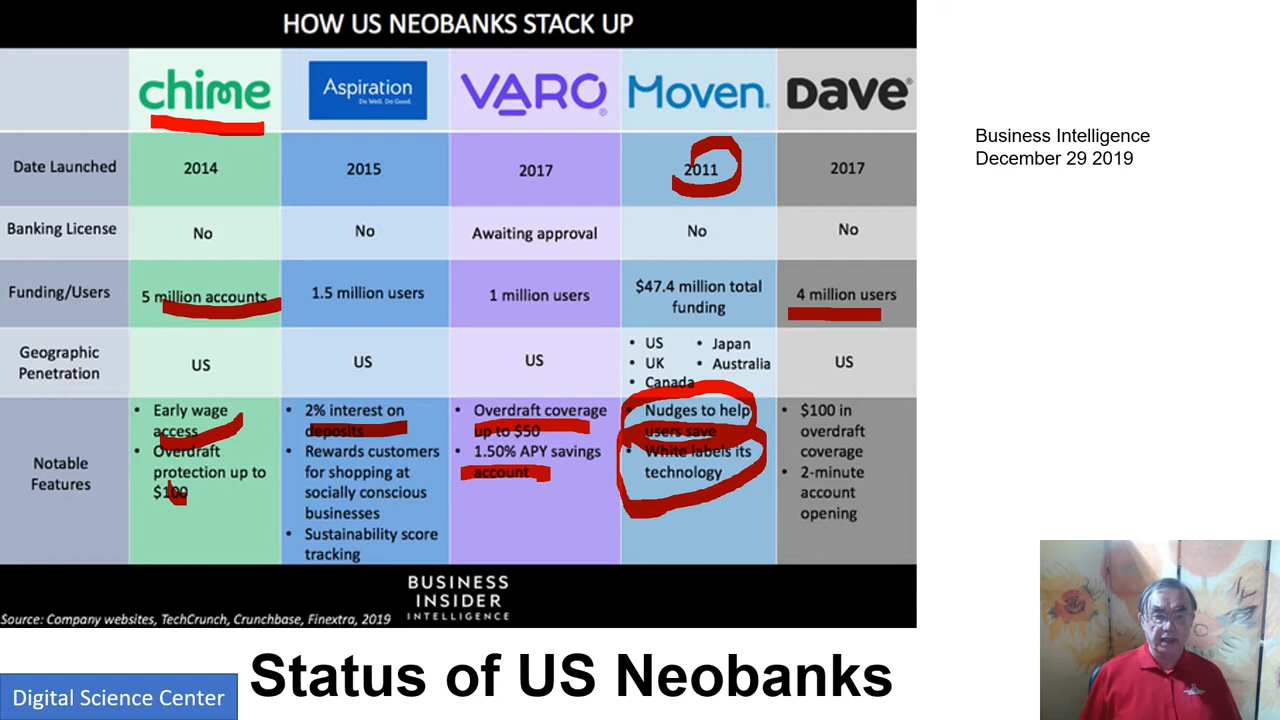 HOW US NEOBANKS STACK UP
chime
Aspiration
Do Well. Do Good.
VARO
Moven
Dave
Date Launched
2014
2015
2017
2011
2017
Banking License
No
No
Awaiting approval
No
No
Funding/Users
5 million accounts
1.5 million users
1 million users
$47.4 million total
funding
4 million users
Geographic
Penetration
US
US
US
• US
• UK
• Canada
• Japan
• Australia
US
Notable
Features
• Early wage
access
• Overdraft
protection up to
$100
• 2% interest on
deposits
• Rewards customers
for shopping at
socially conscious
businesses
• Sustainability score
tracking
• Overdraft coverage
up to $50
• 1.50% APY savings
account
• Nudges to help
users save
• White labels its
technology
• $100 in
overdraft
coverage
• 2-minute
account
opening
BUSINESS
INSIDER
INTELLIGENCE
Source: Company websites, TechCrunch, Crunchbase, Finextra, 2019
Business Intelligence
December 29 2019
Digital Science Center
Status of US Neobanks